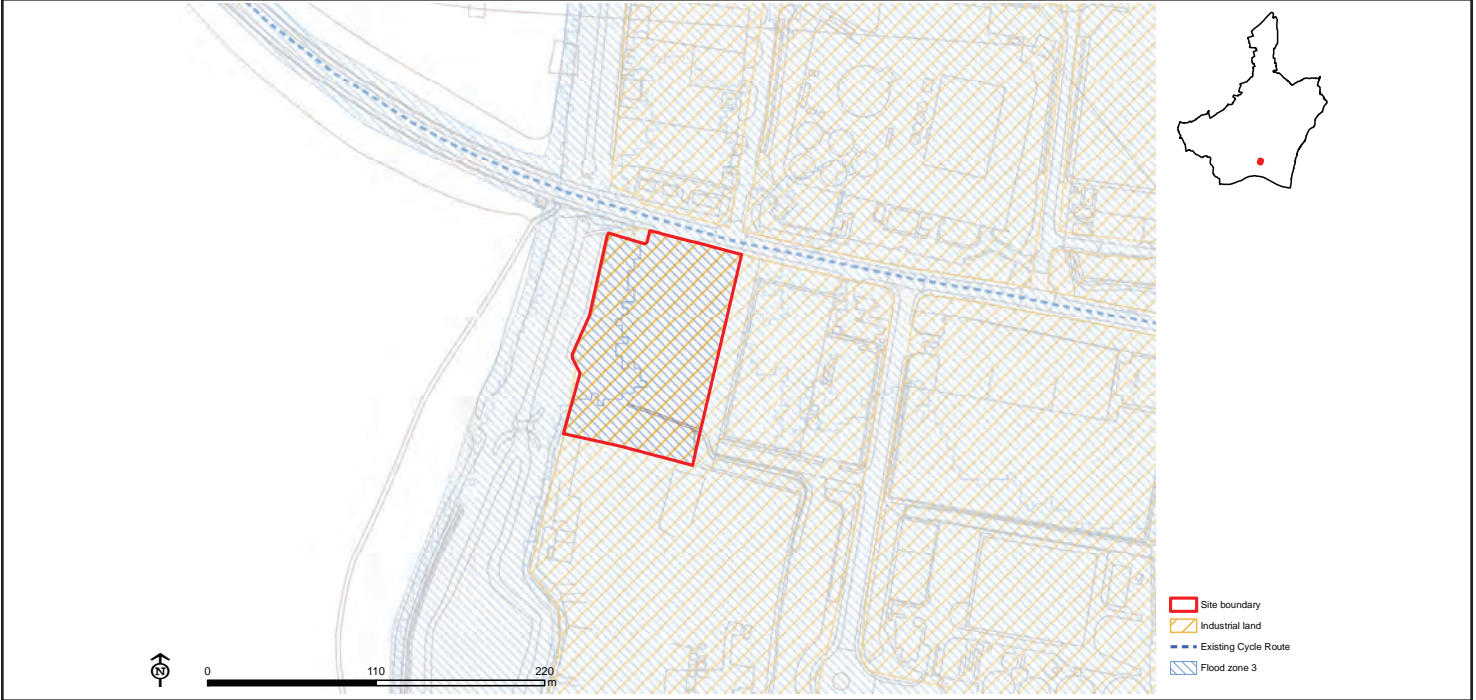 Site boundary
Industrial land
Existing Cycle Route
Flood zone 3
N
0 110 220
m